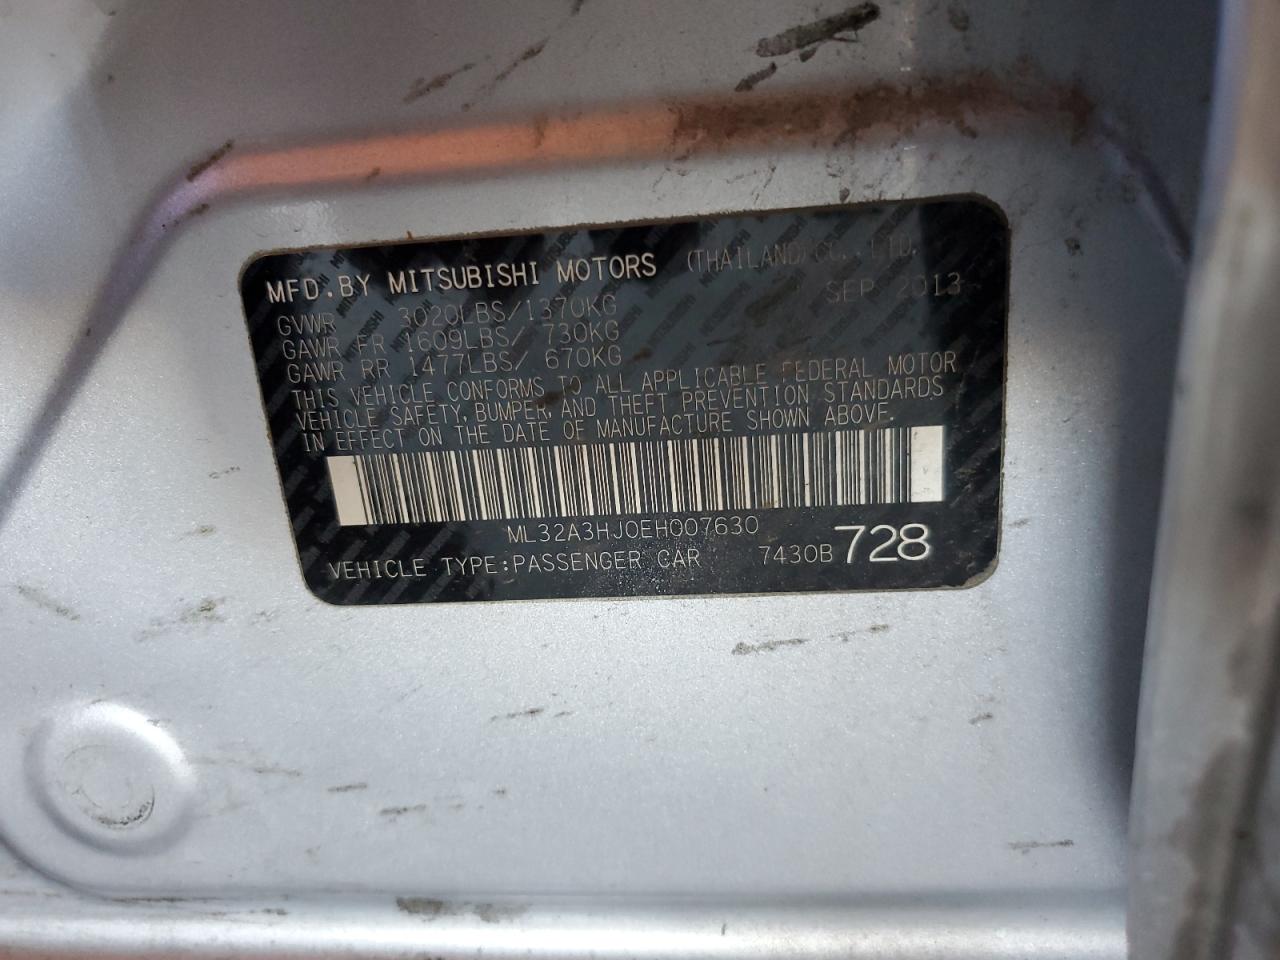 MFD.BY MITSUBISHI MOTORS (THAILAND) CO., LTD.
SEP 2013
GVWR 3020LBS/1370KG
GAWR FR 1609LBS/ 730KG
GAWR RR 1477LBS/ 670KG
THIS VEHICLE CONFORMS TO ALL APPLICABLE FEDERAL MOTOR
VEHICLE SAFETY, BUMPER, AND THEFT PREVENTION STANDARDS
IN EFFECT ON THE DATE OF MANUFACTURE SHOWN ABOVE.
ML32A3HJ0EH007630
VEHICLE TYPE:PASSENGER CAR 7430B 728